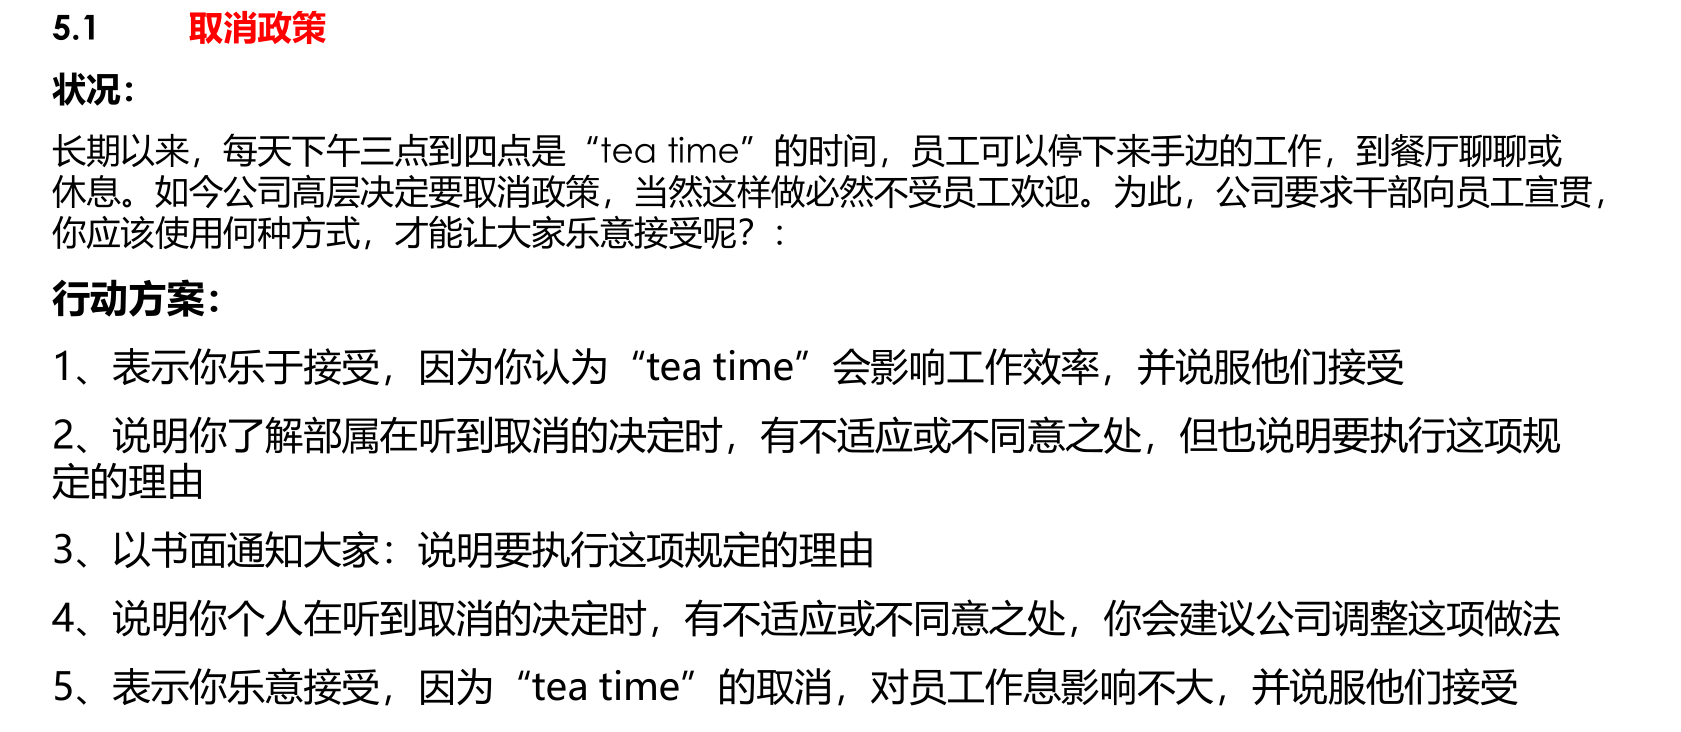 5.1 取消政策
状况：
长期以来，每天下午三点到四点是“tea time”的时间，员工可以停下来手边的工作，到餐厅聊聊或
休息。如今公司高层决定要取消政策，当然这样做必然不受员工欢迎。为此，公司要求干部向员工宣贯，
你应该使用何种方式，才能让大家乐意接受呢？：
行动方案：
1、表示你乐于接受，因为你认为“tea time”会影响工作效率，并说服他们接受
2、说明你了解部属在听到取消的决定时，有不适应或不同意之处，但也说明要执行这项规
定的理由
3、以书面通知大家：说明要执行这项规定的理由
4、说明你个人在听到取消的决定时，有不适应或不同意之处，你会建议公司调整这项做法
5、表示你乐意接受，因为“tea time”的取消，对员工作息影响不大，并说服他们接受